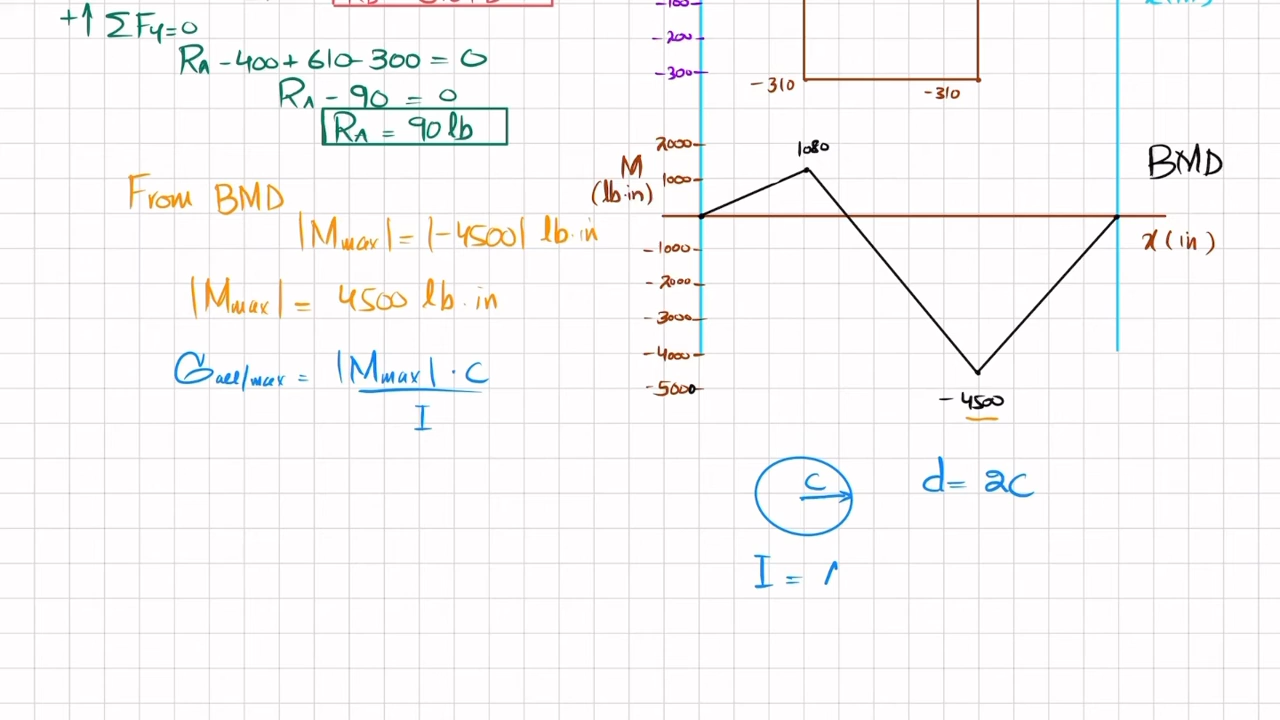 +↑ ΣFy=0
RA - 400 + 610 - 300 = 0
RA - 90 = 0
RA = 90 lb
From BMD
|Mmax| = |-4500| lb·in
|Mmax| = 4500 lb·in
σall/max = |Mmax| · C
I
-200
-300
-310
-310
M
(lb·in)
2000
1000
-1000
-2000
-3000
-4000
-5000
1080
-4500
BMD
x(in)
C
d= 2C
I =